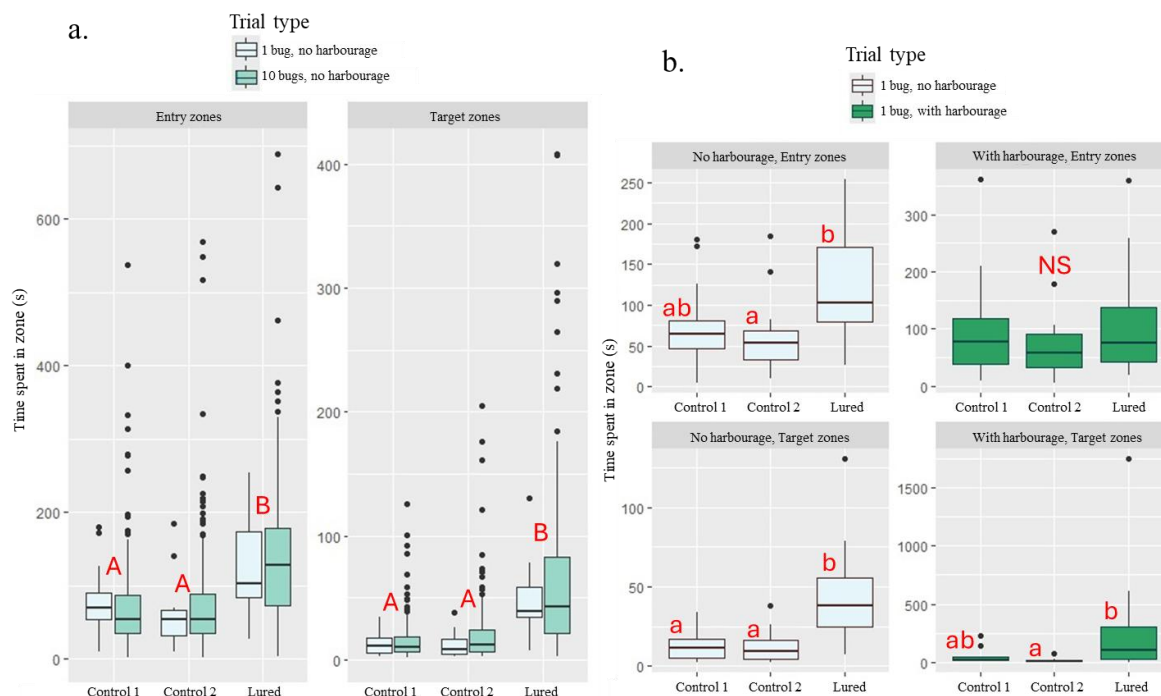 a.
Trial type
1 bug, no harbourage
10 bugs, no harbourage
Entry zones
Target zones
Time spent in zone (s)
600
400
200
0
A
A
B
Control 1 Control 2 Lured
400
300
200
100
0
A
A
B
Control 1 Control 2 Lured
b.
Trial type
1 bug, no harbourage
1 bug, with harbourage
Time spent in zone (s)
No harbourage, Entry zones
250
200
150
100
50
0
ab
a
b
Control 1 Control 2 Lured
With harbourage, Entry zones
300
200
100
0
NS
Control 1 Control 2 Lured
No harbourage, Target zones
100
50
0
a
a
b
Control 1 Control 2 Lured
With harbourage, Target zones
1500
1000
500
0
ab
a
b
Control 1 Control 2 Lured